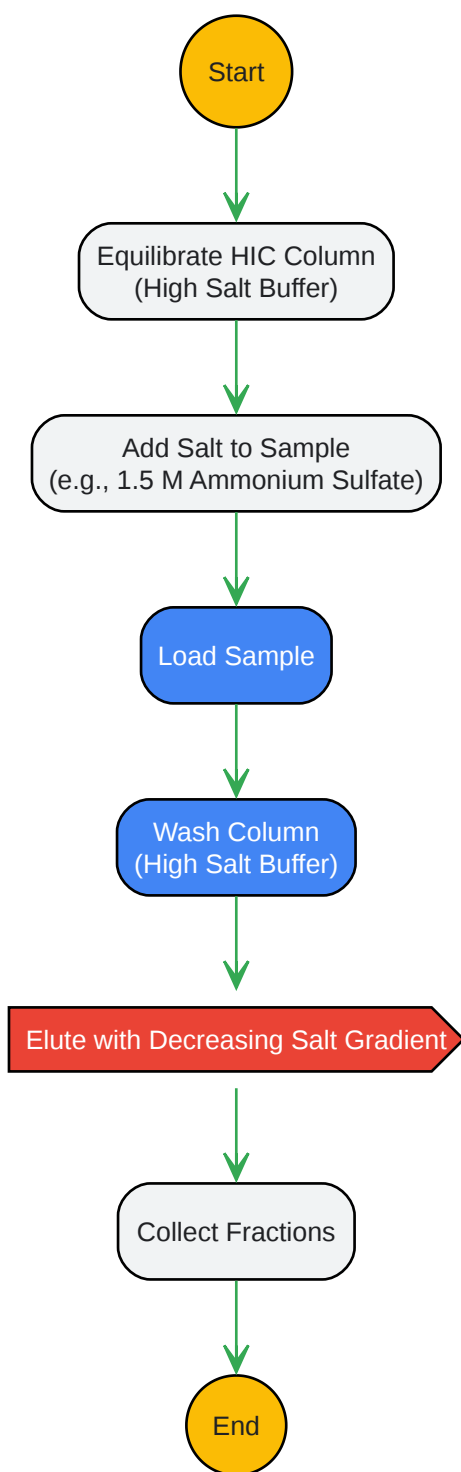 Start
Equilibrate HIC Column
(High Salt Buffer)
Add Salt to Sample
(e.g., 1.5 M Ammonium Sulfate)
Load Sample
Wash Column
(High Salt Buffer)
Elute with Decreasing Salt Gradient
Collect Fractions
End